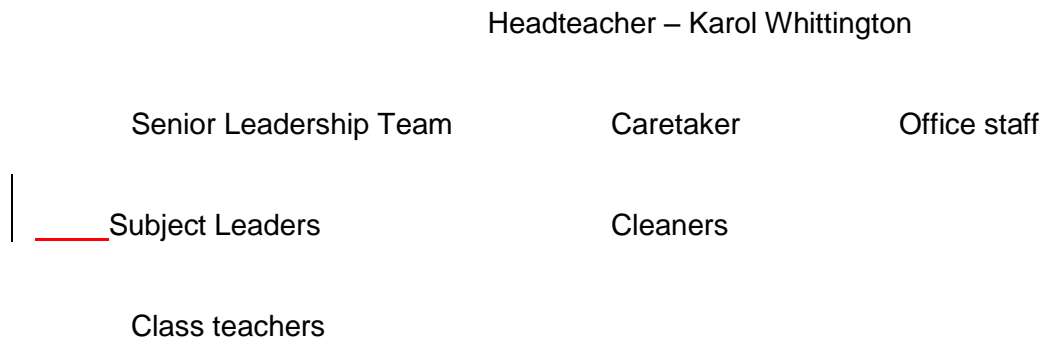 Headteacher – Karol Whittington
Senior Leadership Team Caretaker Office staff
Subject Leaders Cleaners
Class teachers